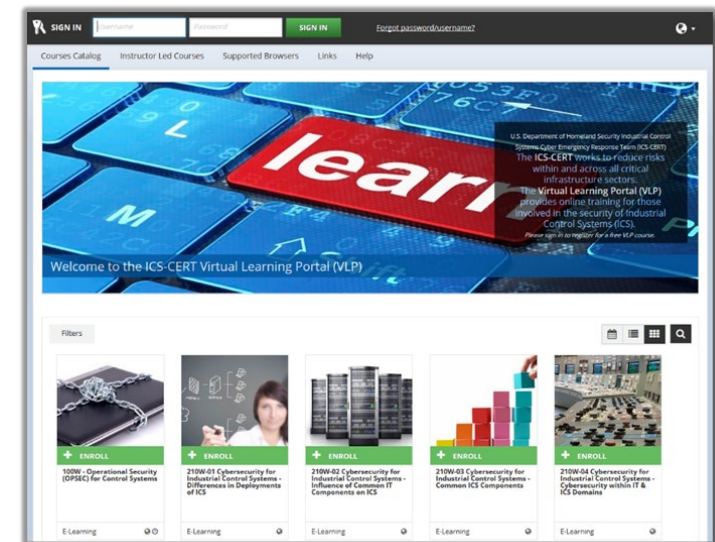 SIGN IN
Username
Password
SIGN IN
Forgot password/username?
Courses Catalog
Instructor Led Courses
Supported Browsers
Links
Help
learn
L
M
Shift
U.S. Department of Homeland Security Industrial Control
Systems Cyber Emergency Response Team (ICS-CERT)
The ICS-CERT works to reduce risks
within and across all critical
infrastructure sectors.
The Virtual Learning Portal (VLP)
provides online training for those
involved in the security of Industrial
Control Systems (ICS).
Please sign in to register for a free VLP course.
Welcome to the ICS-CERT Virtual Learning Portal (VLP)
Filters
ENROLL
100W - Operational Security
(OPSEC) for Control Systems
E-Learning
ENROLL
210W-01 Cybersecurity for
Industrial Control Systems -
Differences in Deployments
of ICS
E-Learning
ENROLL
210W-02 Cybersecurity for
Industrial Control Systems -
Influence of Common IT
Components on ICS
E-Learning
ENROLL
210W-03 Cybersecurity for
Industrial Control Systems -
Common ICS Components
E-Learning
ENROLL
210W-04 Cybersecurity for
Industrial Control Systems -
Cybersecurity within IT &
ICS Domains
E-Learning